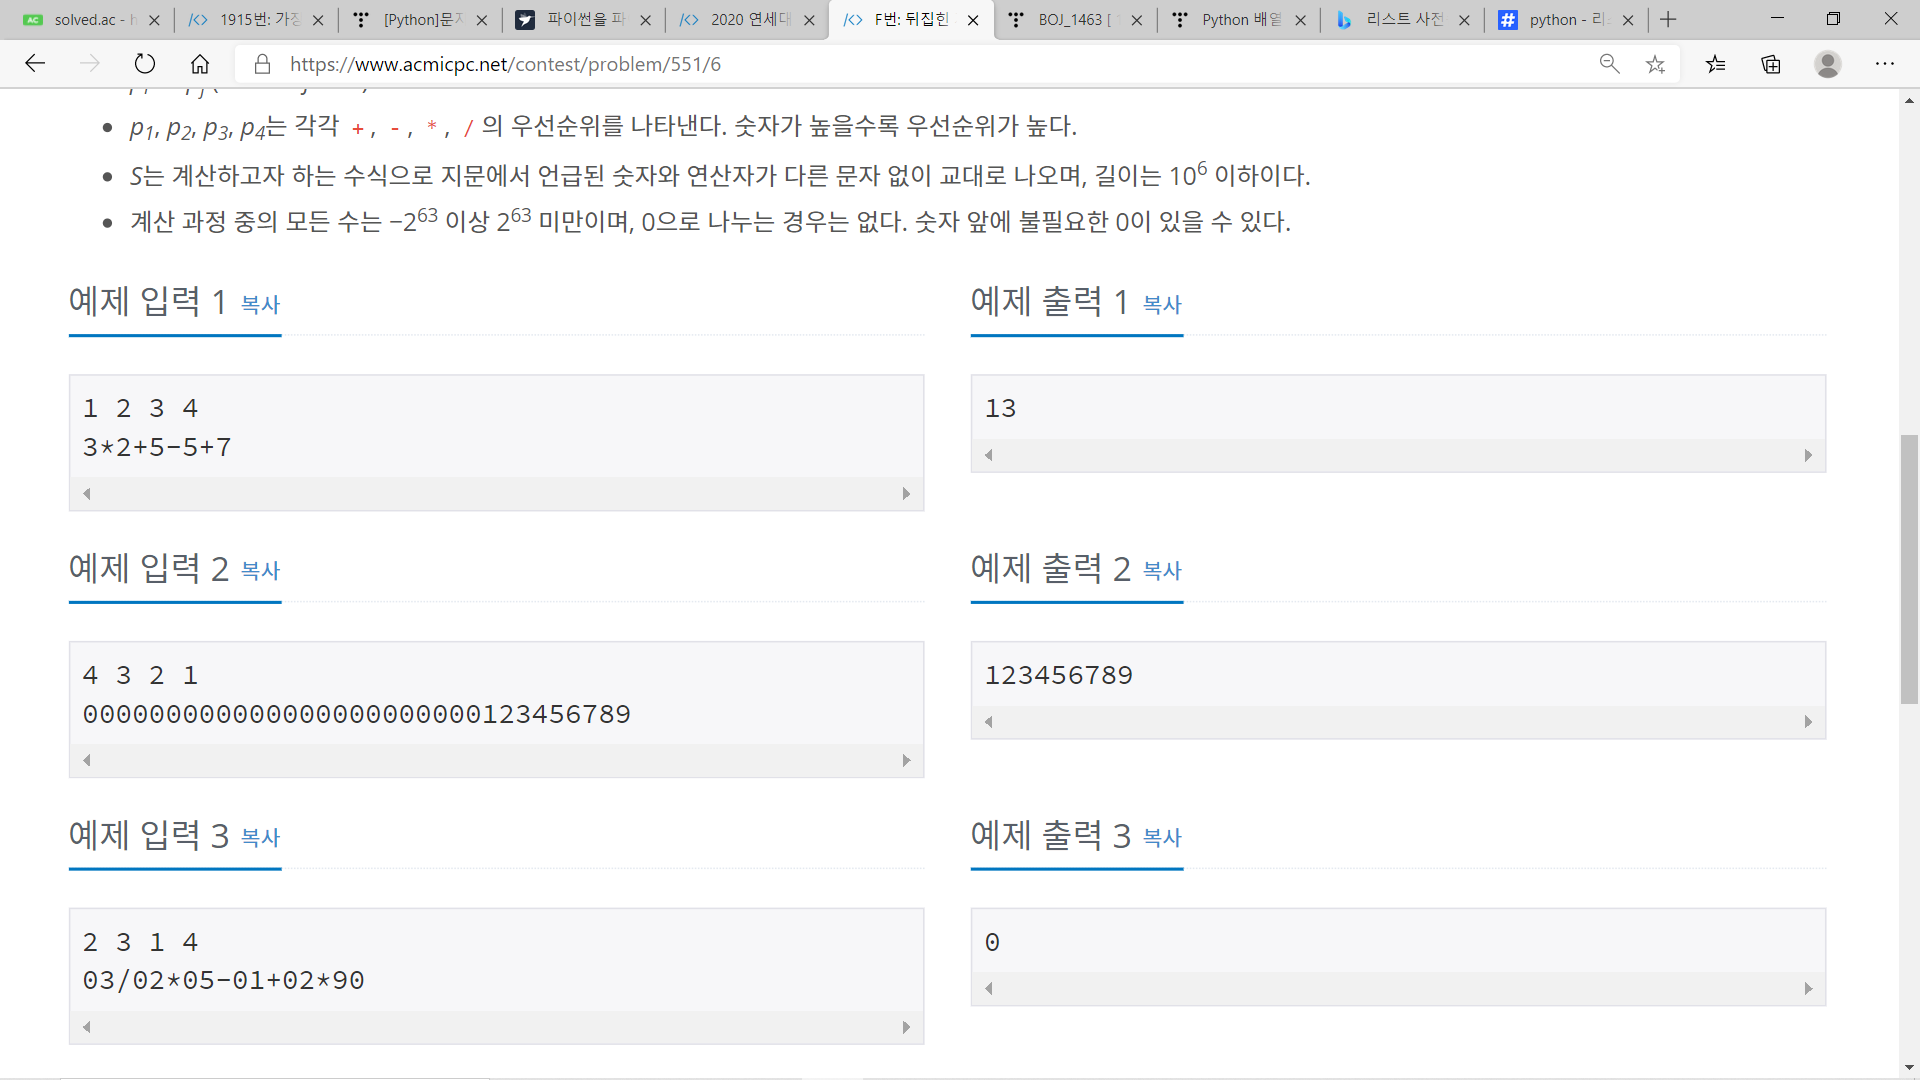 solved.ac - h
1915번: 가장
[Python]문자
파이썬을 파
2020 연세대
F번: 뒤집힌
BOJ_1463 [
Python 배열
리스트 사전
python - 리스
https://www.acmicpc.net/contest/problem/551/6
p1, p2, p3, p4는 각각 +, -, *, / 의 우선순위를 나타낸다. 숫자가 높을수록 우선순위가 높다.
S는 계산하고자 하는 수식으로 지문에서 언급된 숫자와 연산자가 다른 문자 없이 교대로 나오며, 길이는 10^6 이하이다.
계산 과정 중의 모든 수는 −2^63 이상 2^63 미만이며, 0으로 나누는 경우는 없다. 숫자 앞에 불필요한 0이 있을 수 있다.
예제 입력 1 복사
1 2 3 4
3*2+5-5+7
예제 출력 1 복사
13
예제 입력 2 복사
4 3 2 1
000000000000000000000000123456789
예제 출력 2 복사
123456789
예제 입력 3 복사
2 3 1 4
03/02*05-01+02*90
예제 출력 3 복사
0